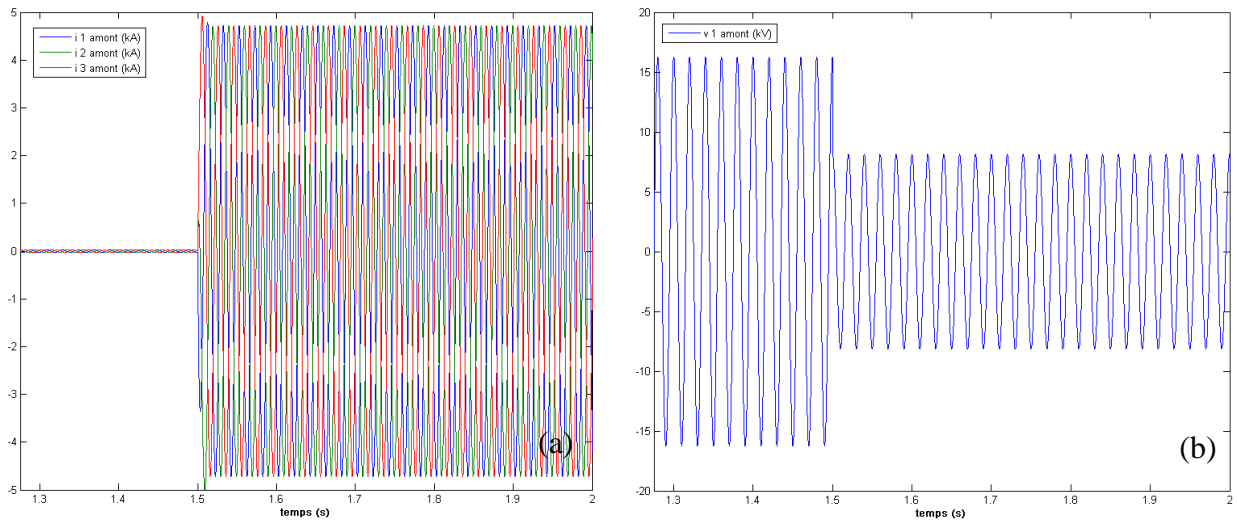 5
4
3
2
1
0
-1
-2
-3
-4
-5
i 1 amont (kA)
i 2 amont (kA)
i 3 amont (kA)
(a)
1.3 1.4 1.5 1.6 1.7 1.8 1.9 2
temps (s)
20
15
10
5
0
-5
-10
-15
-20
v 1 amont (kV)
(b)
1.3 1.4 1.5 1.6 1.7 1.8 1.9 2
temps (s)